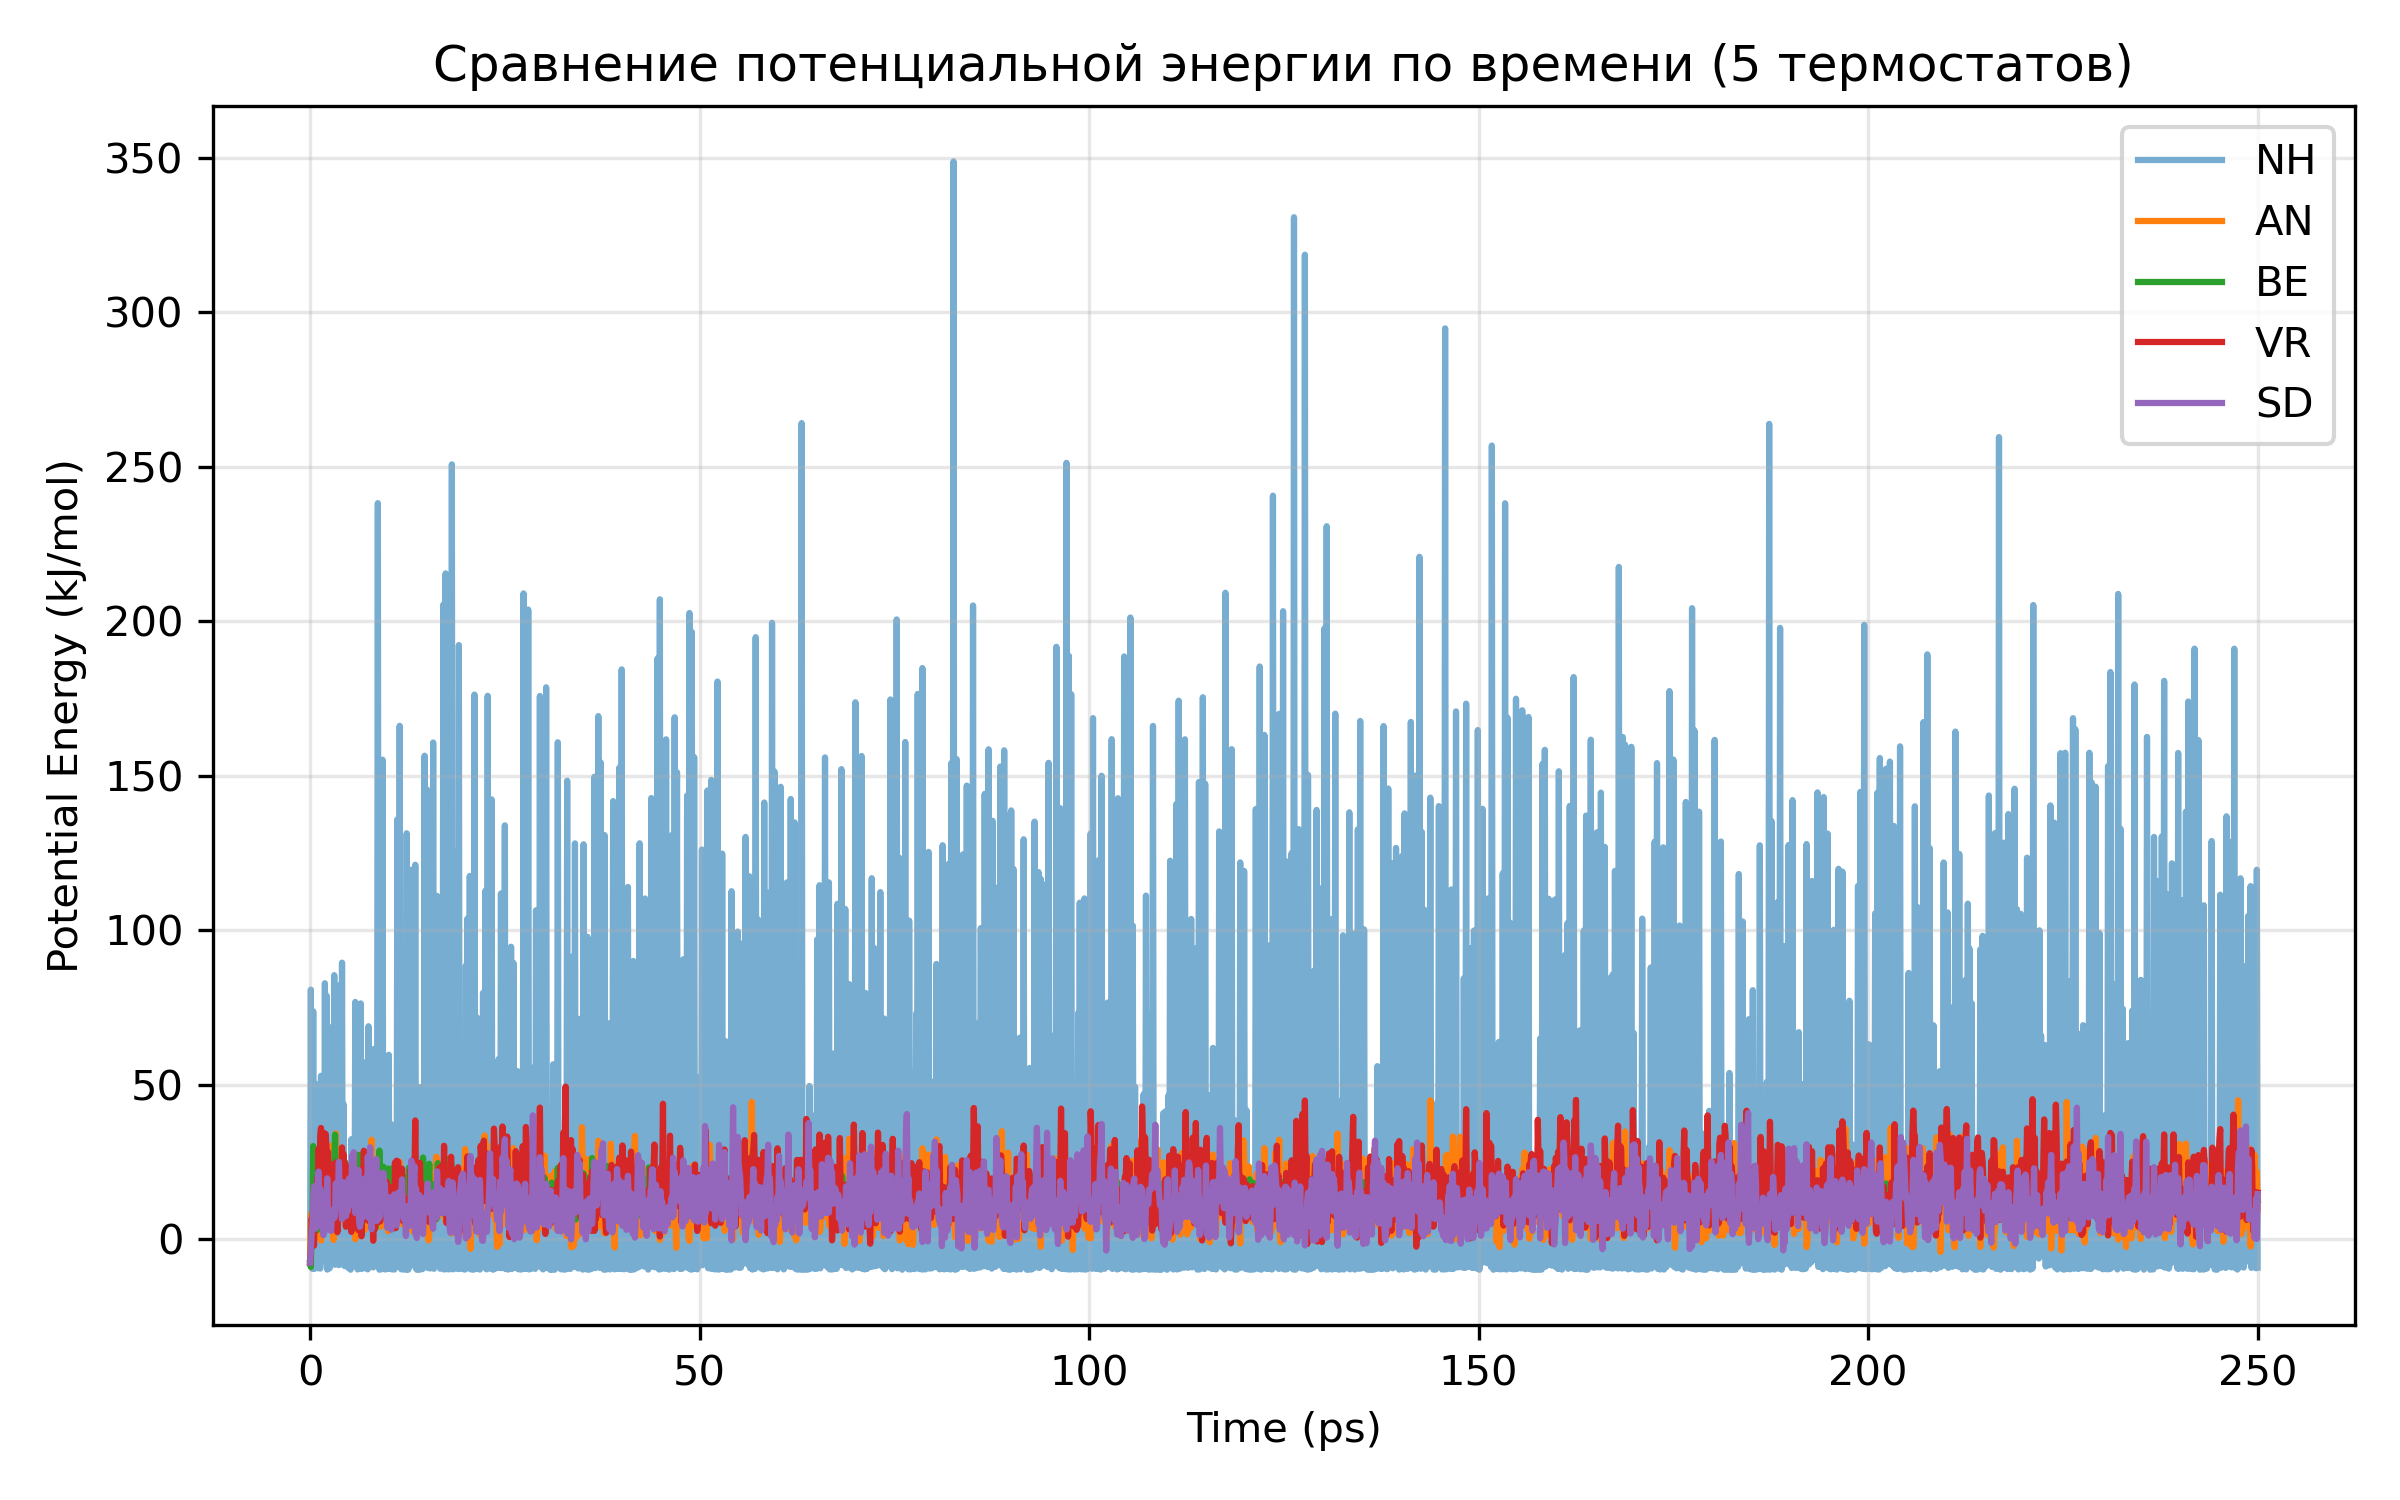 Сравнение потенциальной энергии по времени (5 термостатов)
Potential Energy (kJ/mol)
350
300
250
200
150
100
50
0
NH
AN
BE
VR
SD
0 50 100 150 200 250
Time (ps)